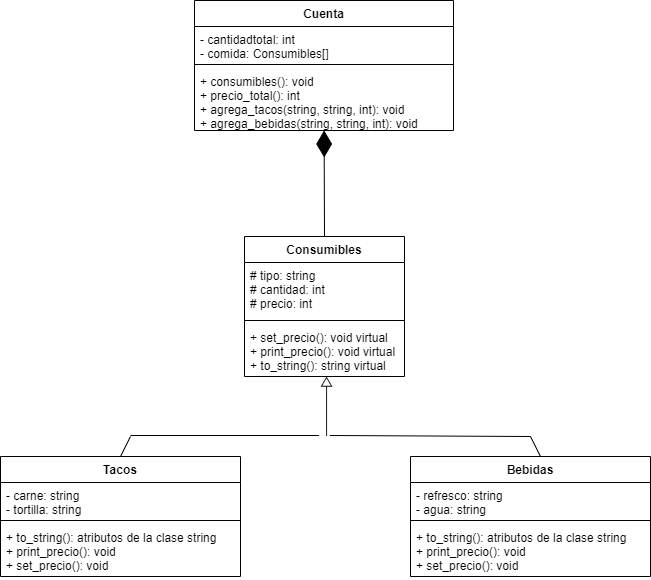 Cuenta
- cantidadtotal: int
- comida: Consumibles[]
+ consumibles(): void
+ precio_total(): int
+ agrega_tacos(string, string, int): void
+ agrega_bebidas(string, string, int): void
Consumibles
# tipo: string
# cantidad: int
# precio: int
+ set_precio(): void virtual
+ print_precio(): void virtual
+ to_string(): string virtual
Tacos
- carne: string
- tortilla: string
+ to_string(): atributos de la clase string
+ print_precio(): void
+ set_precio(): void
Bebidas
- refresco: string
- agua: string
+ to_string(): atributos de la clase string
+ print_precio(): void
+ set_precio(): void